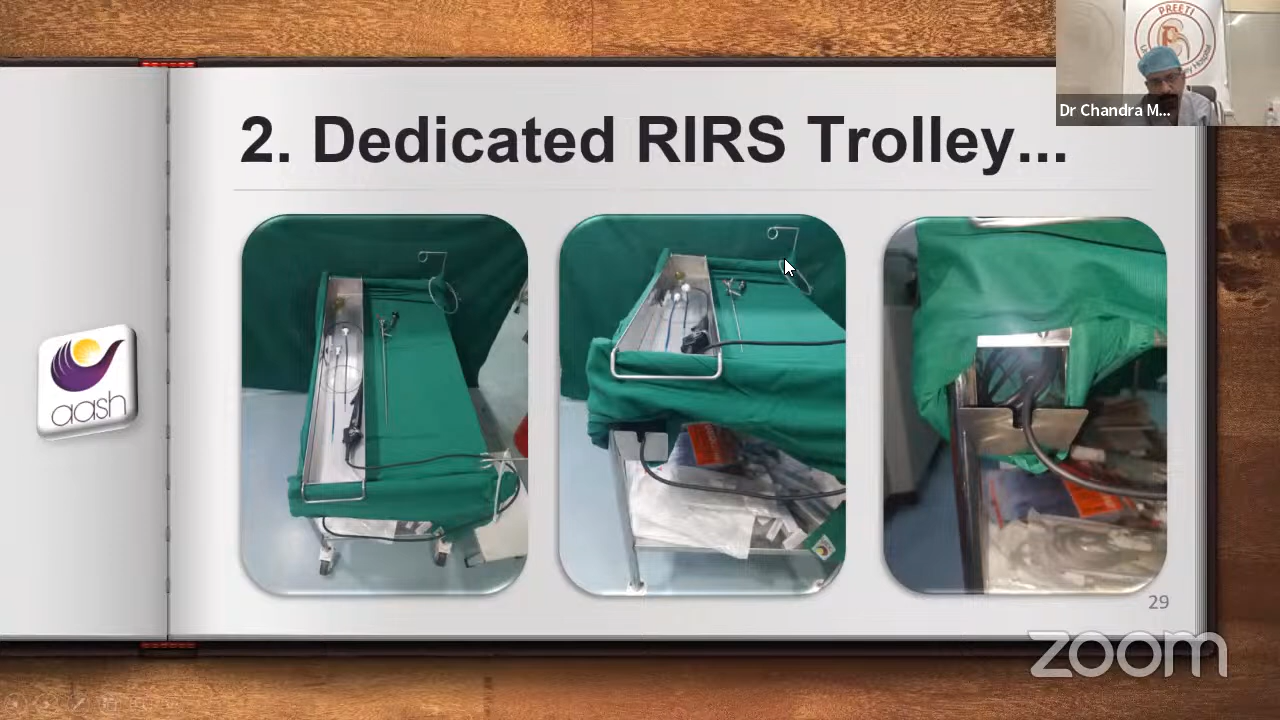 PREETI
Dr Chandra M...
2. Dedicated RIRS Trolley...
aash
29
zoom